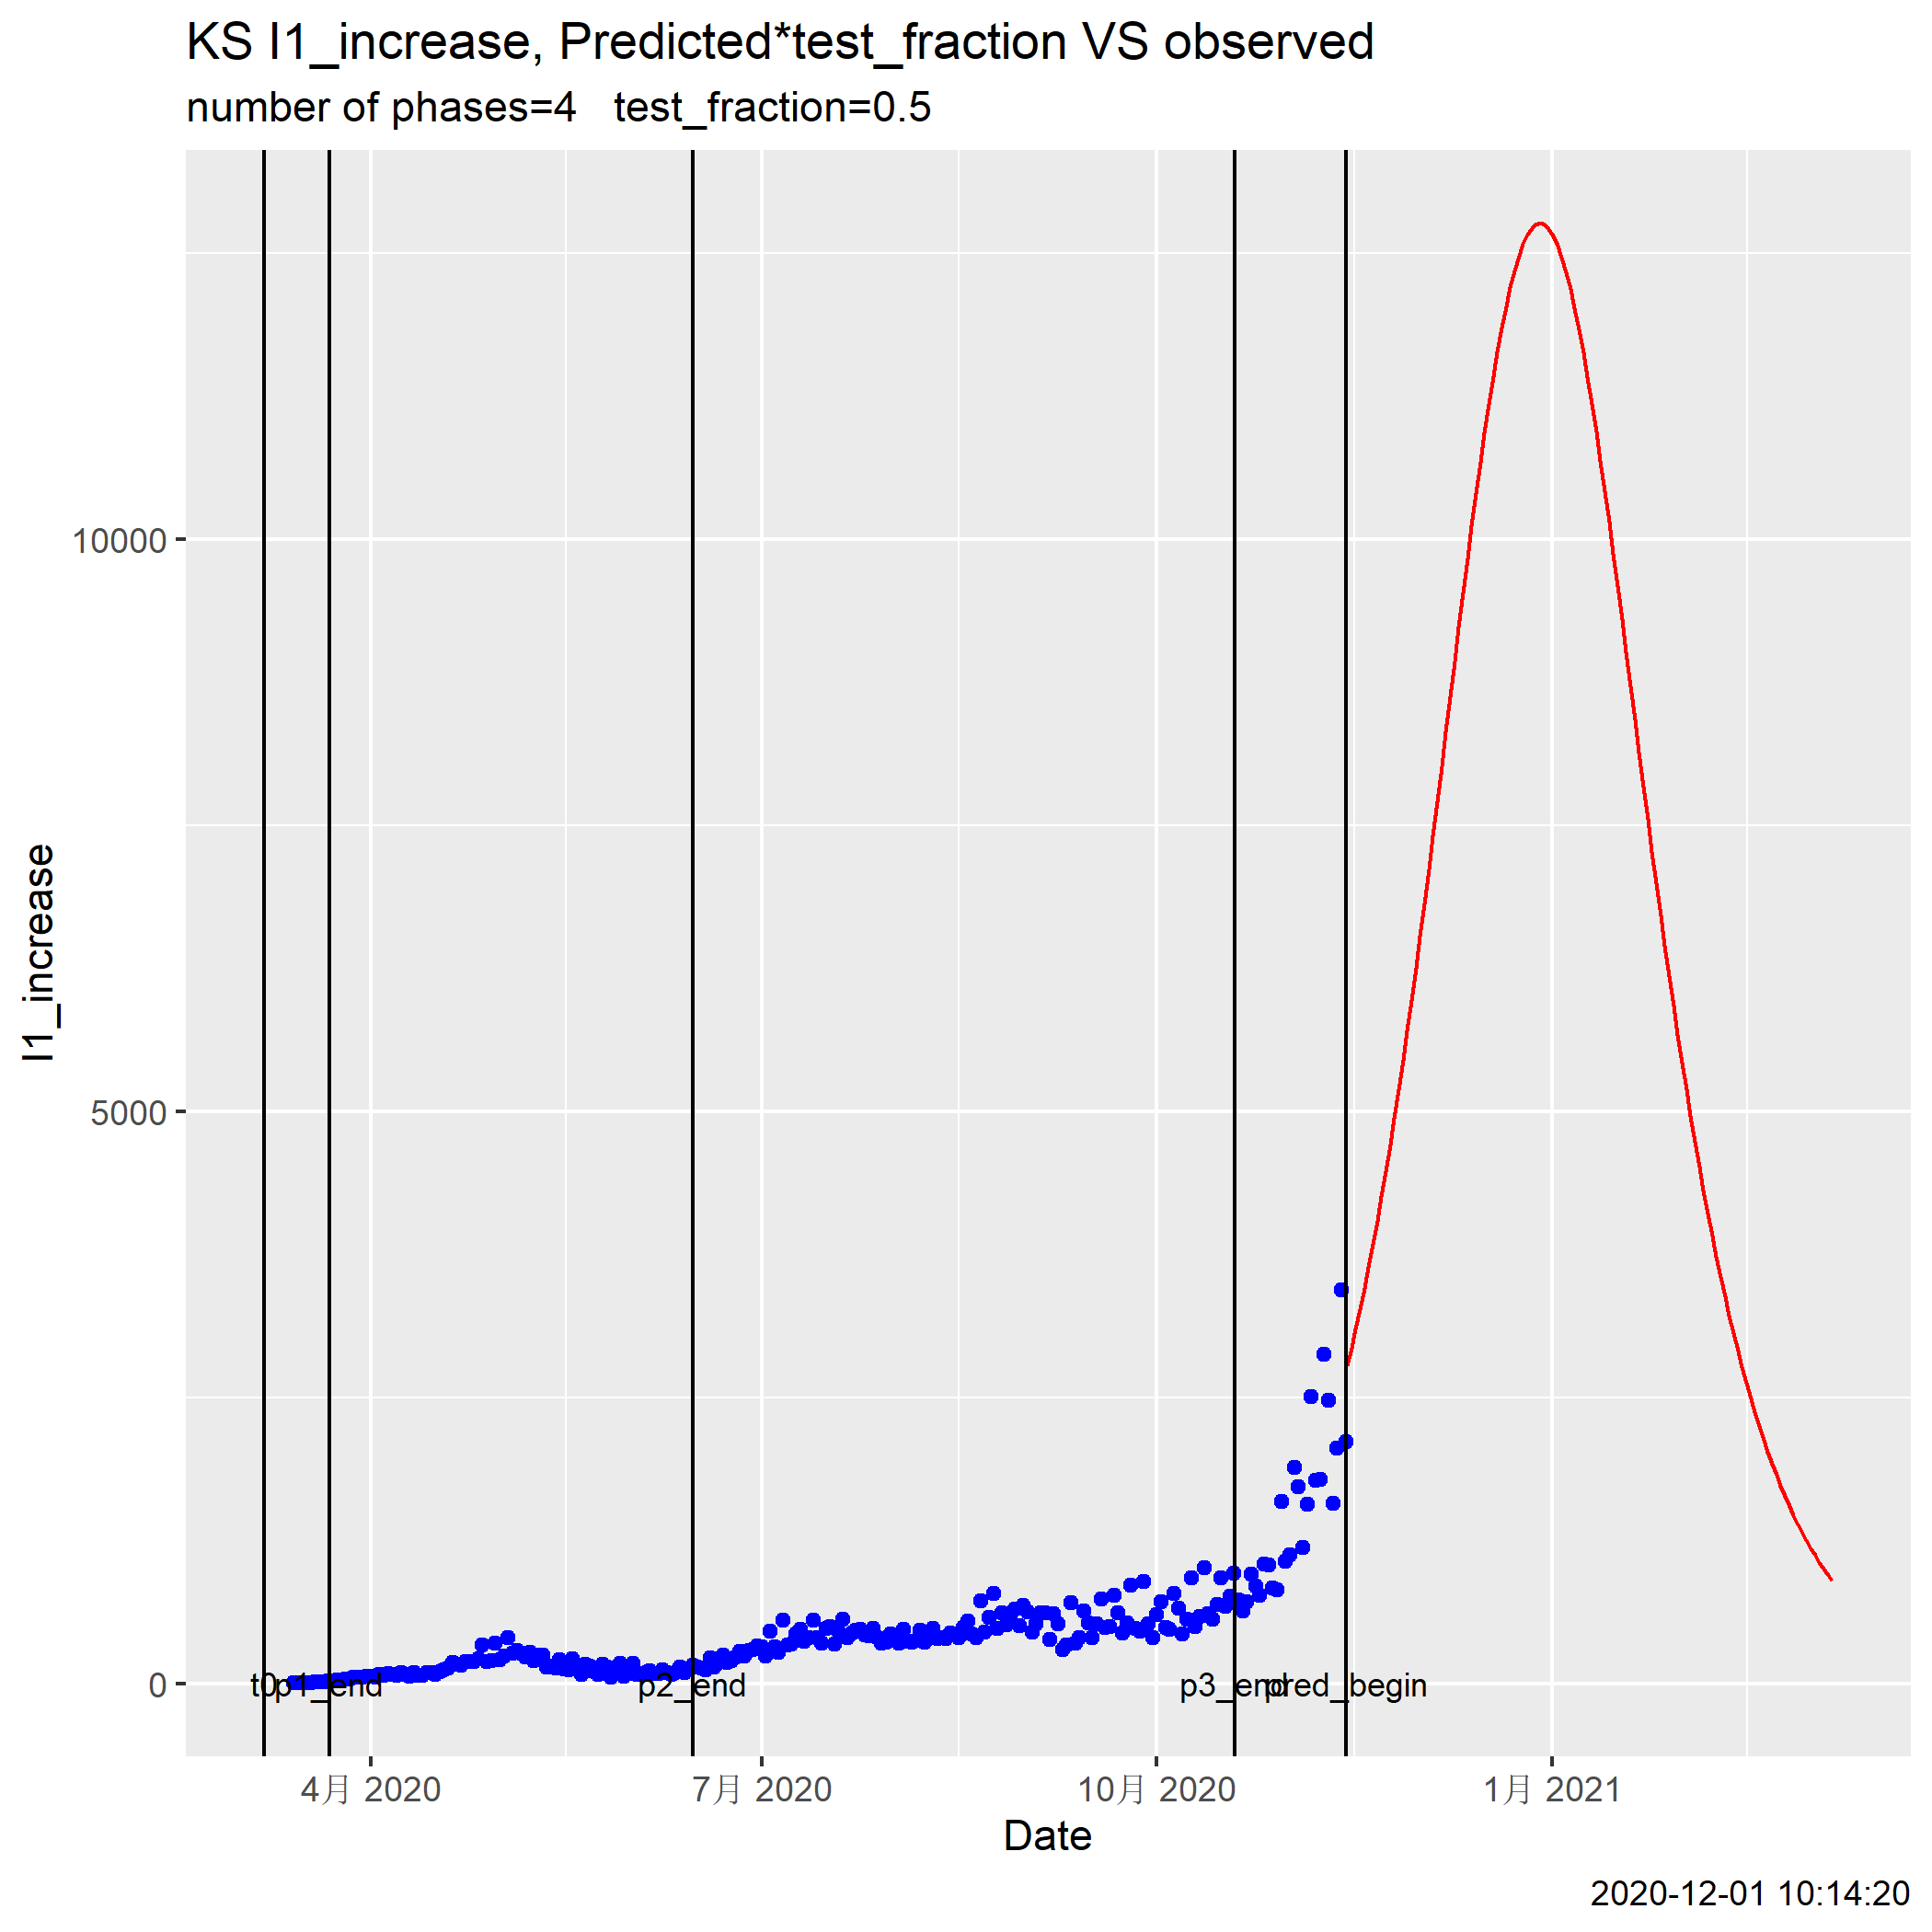 KS I1_increase, Predicted*test_fraction VS observed
number of phases=4   test_fraction=0.5
I1_increase
10000
5000
0
t0 p1_end p2_end p3_end pred_begin
4月 2020 7月 2020 10月 2020 1月 2021
Date
2020-12-01 10:14:20